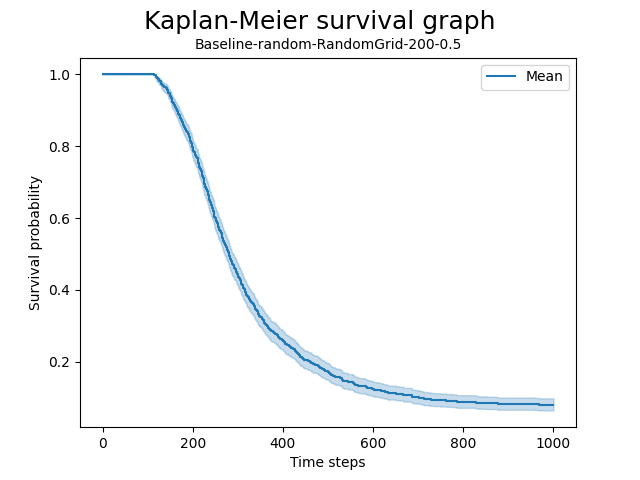 Kaplan-Meier survival graph
Baseline-random-RandomGrid-200-0.5
Mean
Survival probability
1.0
0.8
0.6
0.4
0.2
0 200 400 600 800 1000
Time steps